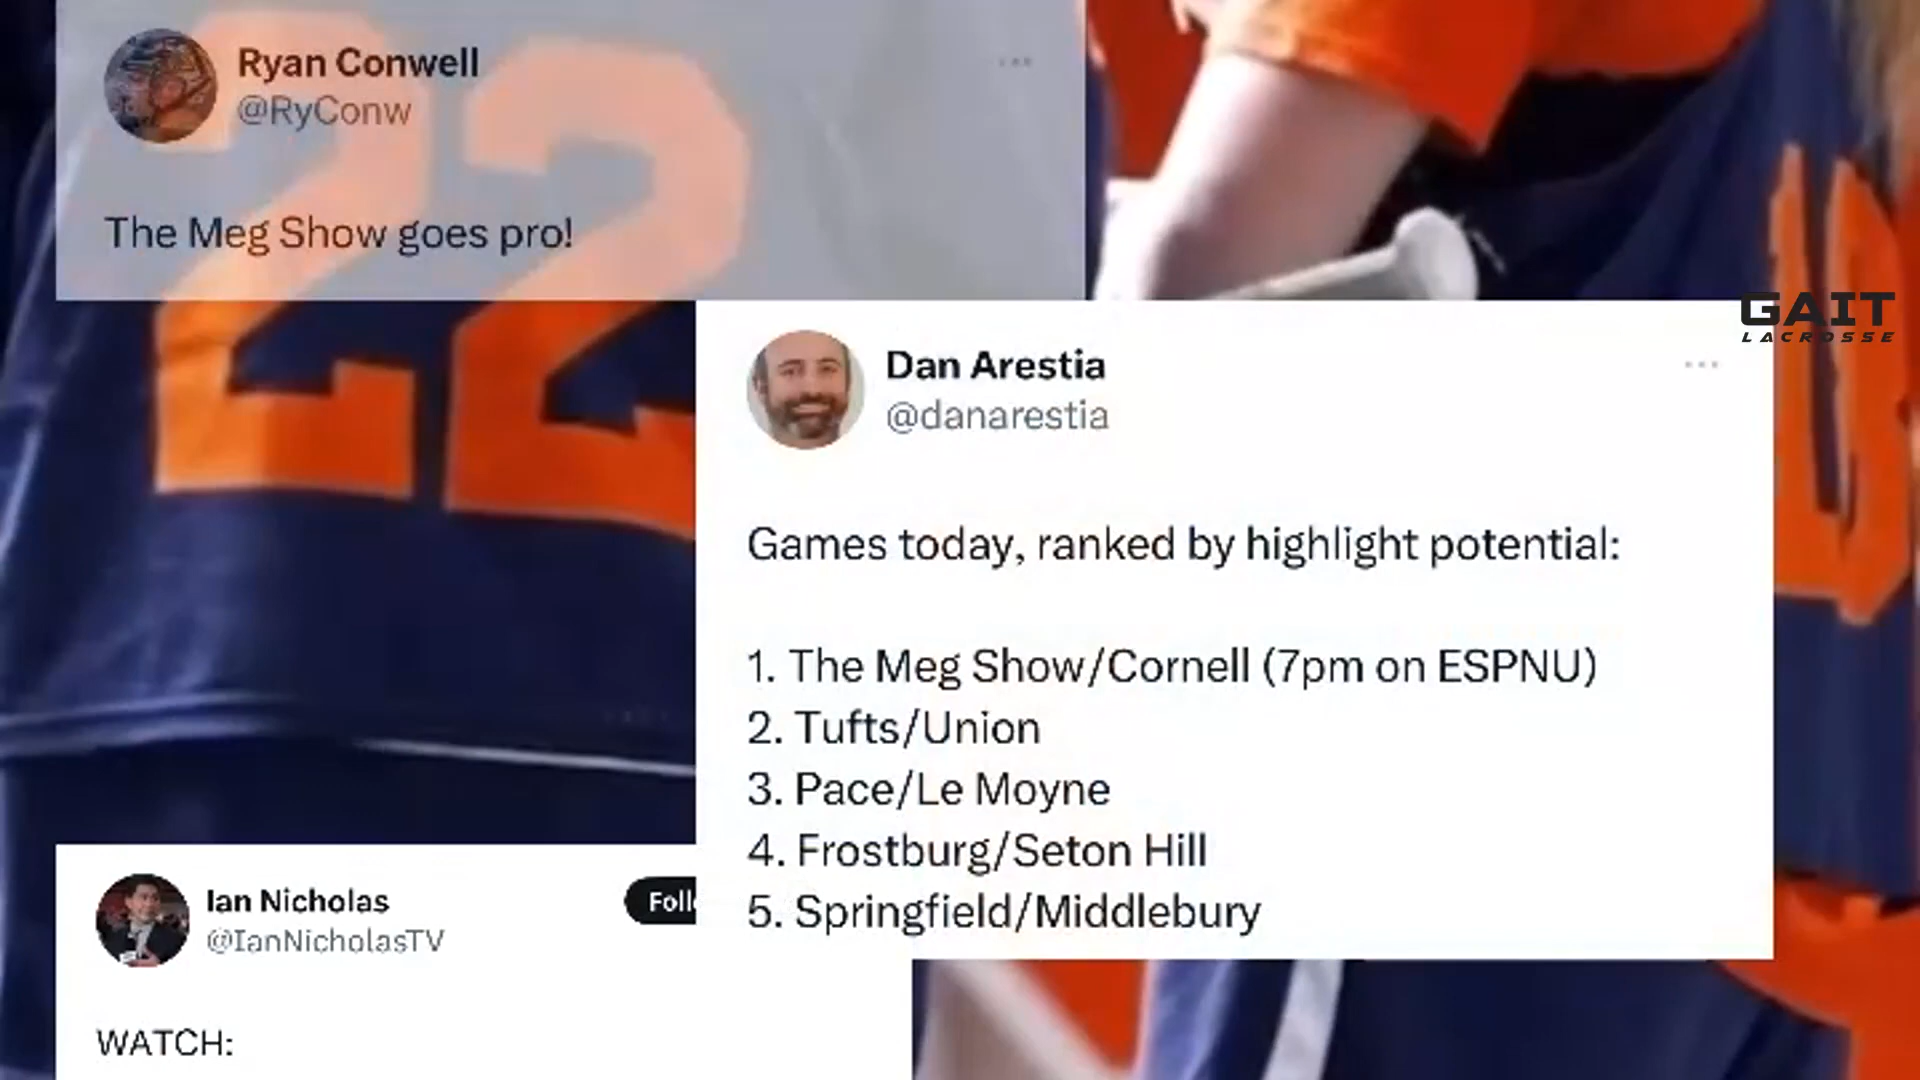 Ryan Conwell
@RyConw
The Meg Show goes pro!
22
GAIT
LACROSSE
Dan Arestia
@danarestia
Games today, ranked by highlight potential:
1. The Meg Show/Cornell (7pm on ESPNU)
2. Tufts/Union
3. Pace/Le Moyne
4. Frostburg/Seton Hill
5. Springfield/Middlebury
Ian Nicholas
@IanNicholasTV
Foll
WATCH: